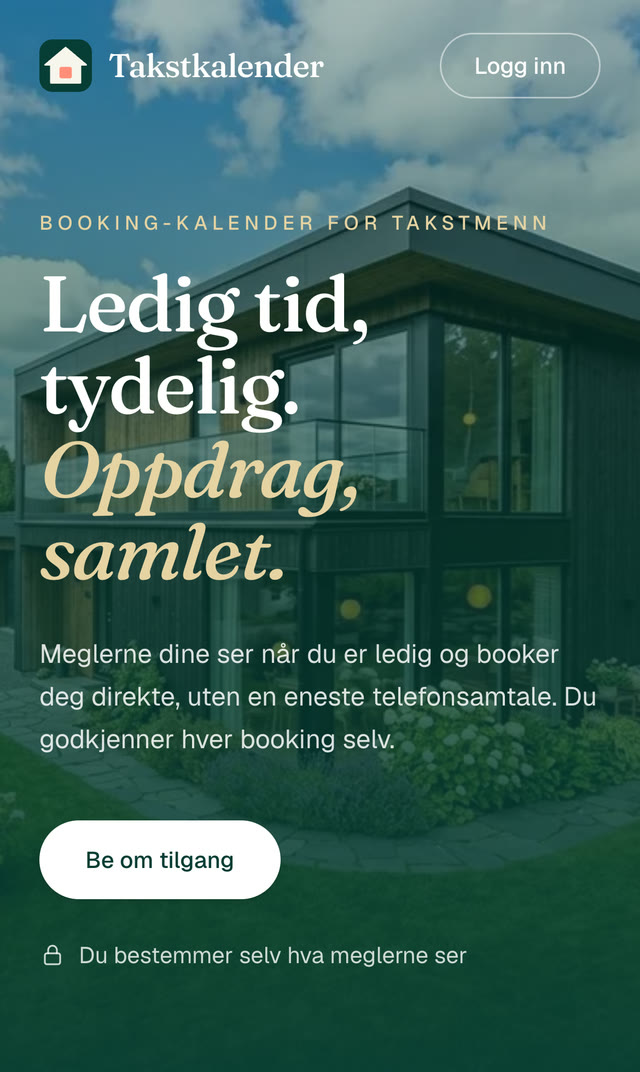 Takstkalender
Logg inn
BOOKING-KALENDER FOR TAKSTMENN
Ledig tid,
tydelig.
Oppdrag,
samlet.
Meglerne dine ser når du er ledig og booker
deg direkte, uten en eneste telefonsamtale. Du
godkjenner hver booking selv.
Be om tilgang
Du bestemmer selv hva meglerne ser